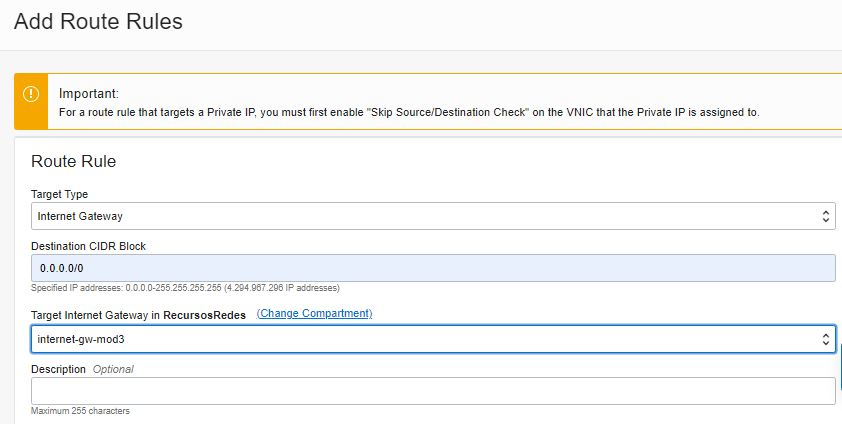 Add Route Rules
Important:
For a route rule that targets a Private IP, you must first enable "Skip Source/Destination Check" on the VNIC that the Private IP is assigned to.
Route Rule
Target Type
Internet Gateway
Destination CIDR Block
0.0.0.0/0
Specified IP addresses: 0.0.0.0-255.255.255.255 (4.294.967.296 IP addresses)
Target Internet Gateway in RecursosRedes (Change Compartment)
internet-gw-mod3
Description Optional
Maximum 255 characters